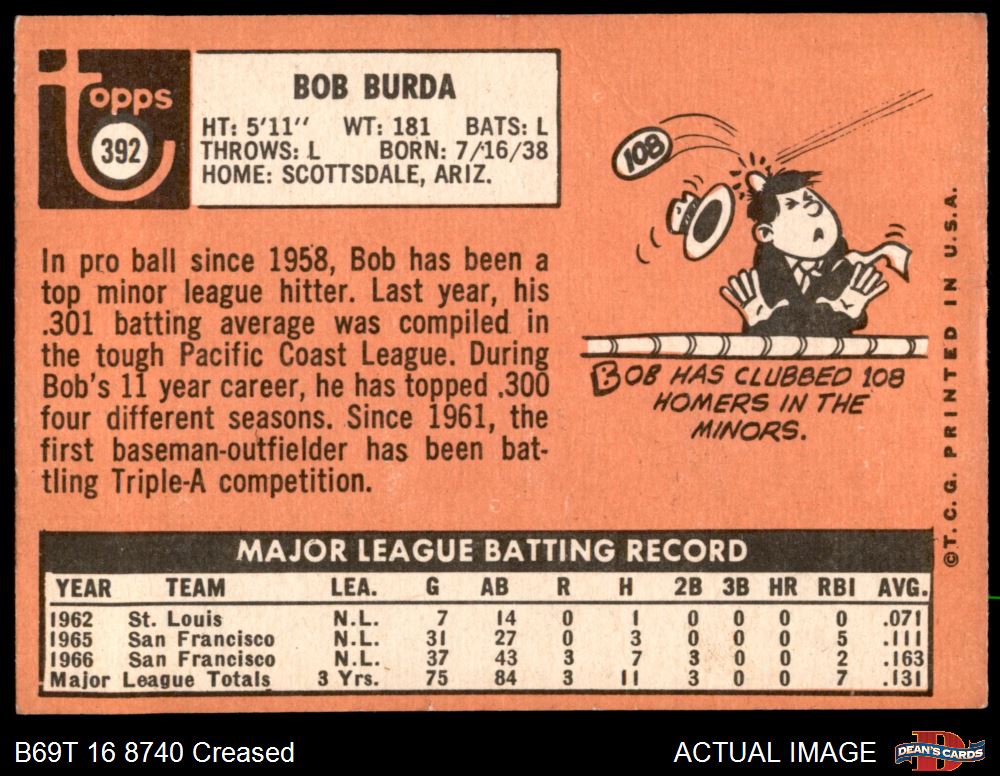 topps
392
BOB BURDA
HT: 5'11" WT: 181 BATS: L
THROWS: L BORN: 7/16/38
HOME: SCOTTSDALE, ARIZ.
In pro ball since 1958, Bob has been a
top minor league hitter. Last year, his
.301 batting average was compiled in
the tough Pacific Coast League. During
Bob's 11 year career, he has topped .300
four different seasons. Since 1961, the
first baseman-outfielder has been bat-
tling Triple-A competition.
108
BOB HAS CLUBBED 108
HOMERS IN THE
MINORS.
©T.C.G. PRINTED IN U.S.A.
MAJOR LEAGUE BATTING RECORD
YEAR TEAM LEA. G AB R H 2B 3B HR RBI AVG.
1962 St. Louis N.L. 7 14 0 1 0 0 0 0 .071
1965 San Francisco N.L. 31 27 0 3 0 0 0 5 .111
1966 San Francisco N.L. 37 43 3 7 3 0 0 2 .163
Major League Totals 3 Yrs. 75 84 3 11 3 0 0 7 .131
B69T 16 8740 Creased
ACTUAL IMAGE
DEAN'S CARDS